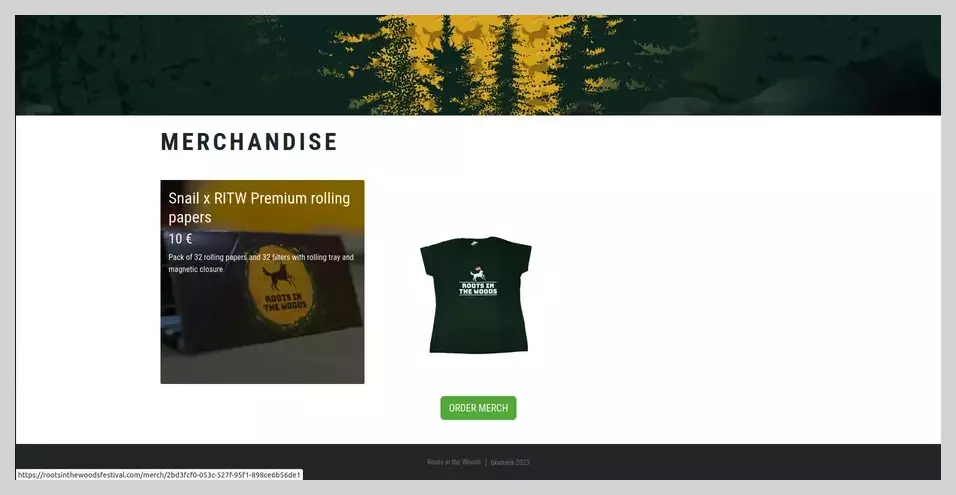 MERCHANDISE
Snail x RITW Premium rolling
papers
10 €
Pack of 32 rolling papers and 32 filters with rolling tray and
magnetic closure
ROOTS IN
THE WOODS
ROOTS IN
THE WOODS
ORDER MERCH
Roots in the Woods | 2023
https://rootsinthewoodsfestival.com/merch/2bd3fcf0-053c-527f-95f1-898ce6b56de1